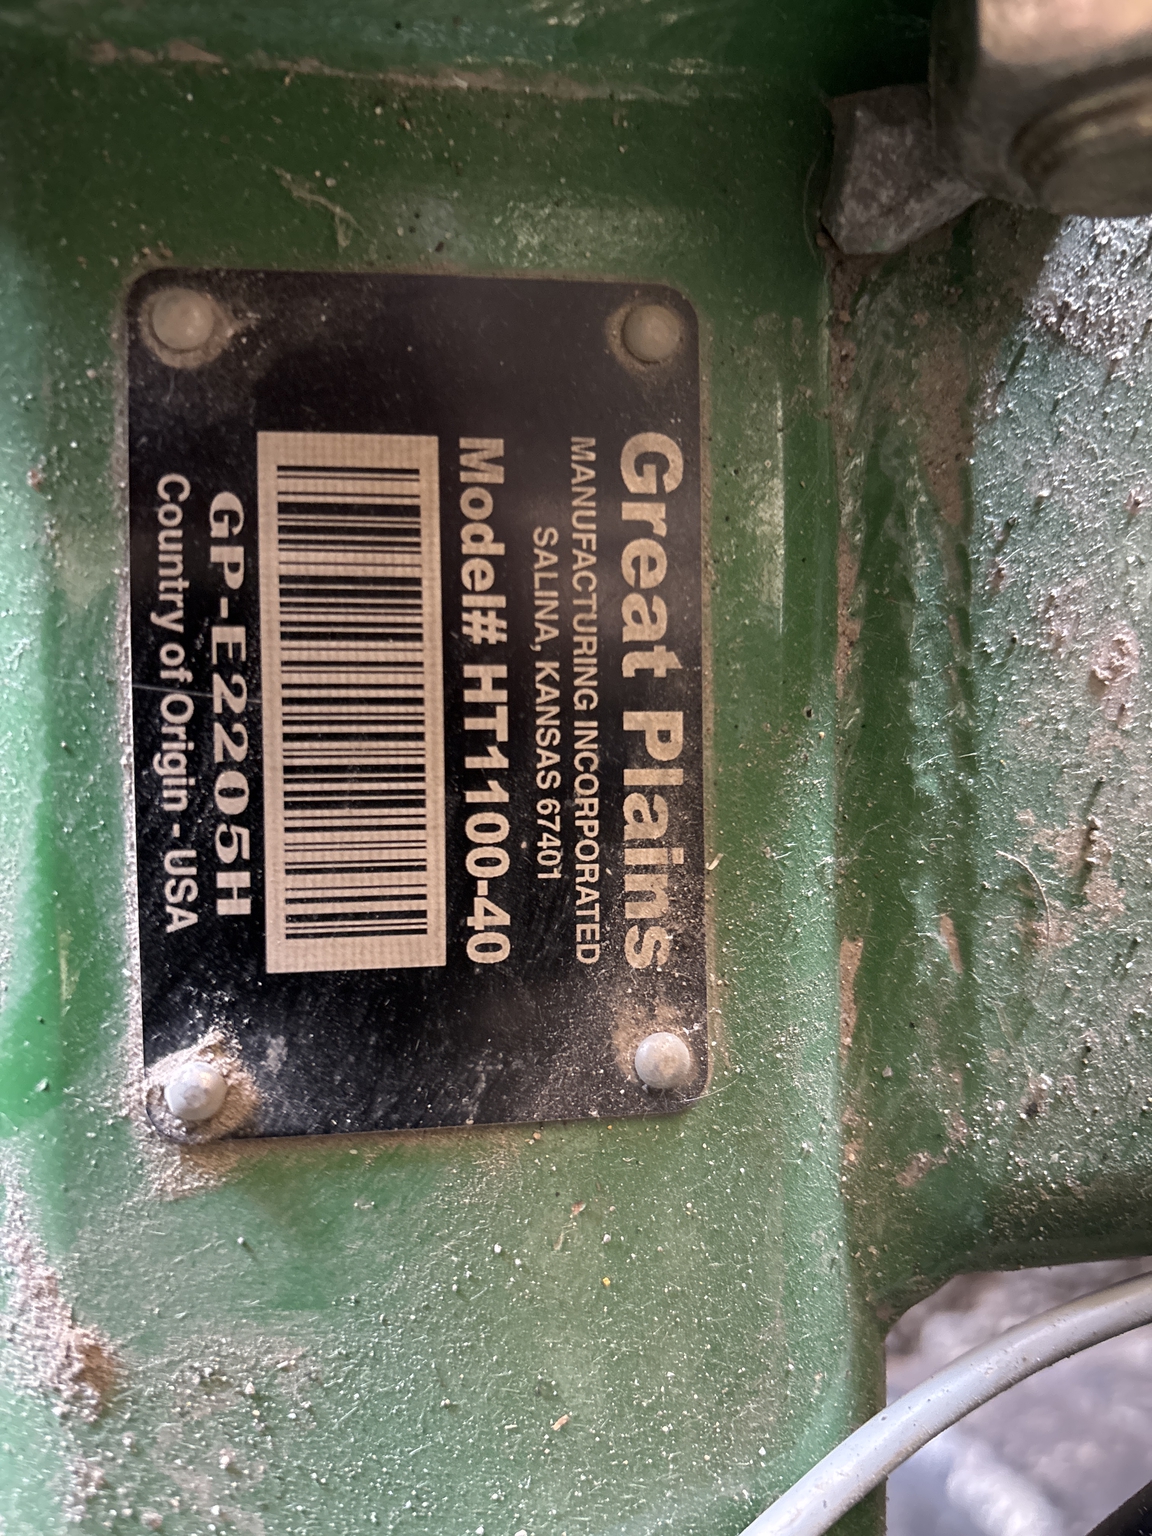 Great Plains
MANUFACTURING INCORPORATED
SALINA, KANSAS 67401
Model# HT1100-40
GP-E2205H
Country of Origin - USA